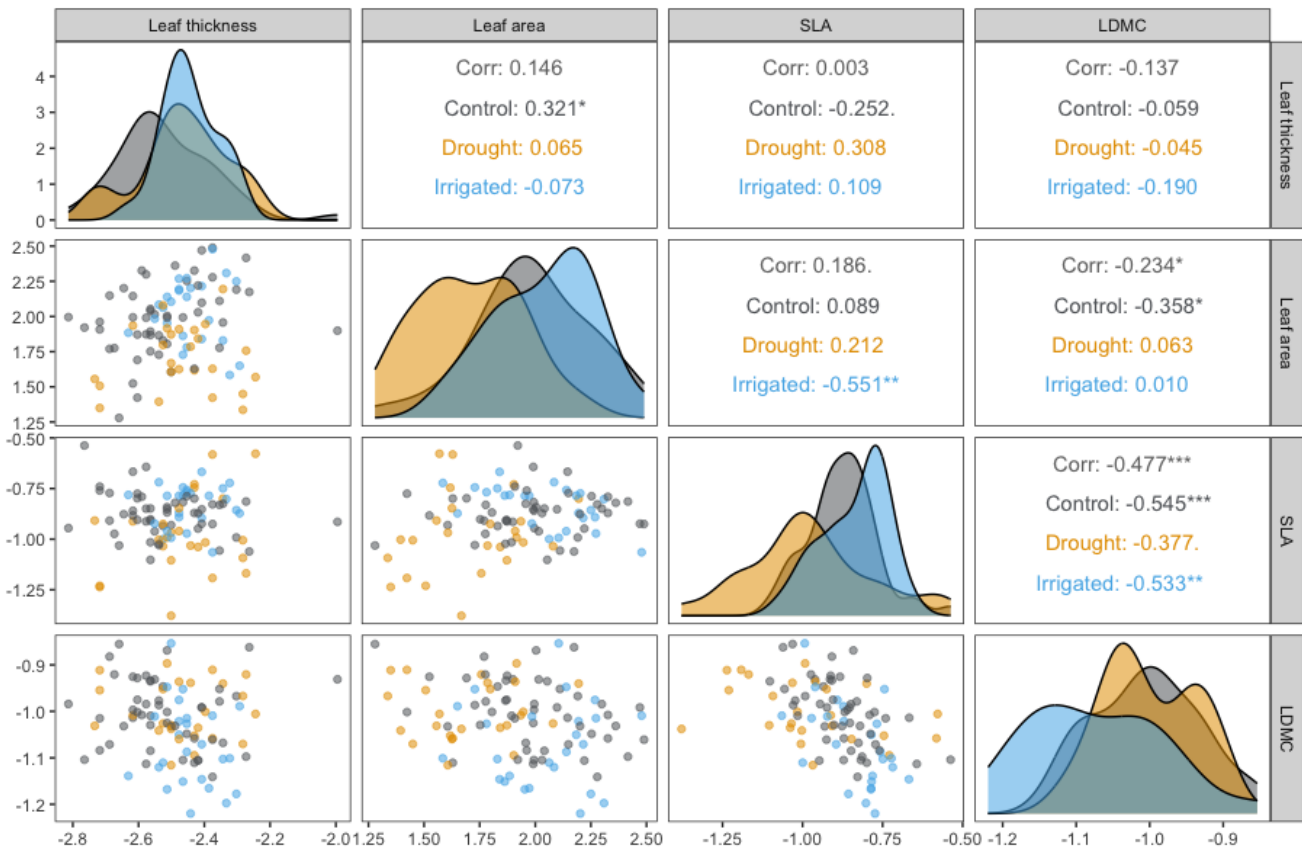 Leaf thickness
Leaf area
SLA
LDMC
4
3
2
1
0
Corr: 0.146
Control: 0.321*
Drought: 0.065
Irrigated: -0.073
Corr: 0.003
Control: -0.252.
Drought: 0.308
Irrigated: 0.109
Corr: -0.137
Control: -0.059
Drought: -0.045
Irrigated: -0.190
Leaf thickness
2.50
2.25
2.00
1.75
1.50
1.25
Corr: 0.186.
Control: 0.089
Drought: 0.212
Irrigated: -0.551**
Corr: -0.234*
Control: -0.358*
Drought: 0.063
Irrigated: 0.010
Leaf area
-0.50
-0.75
-1.00
-1.25
Corr: -0.477***
Control: -0.545***
Drought: -0.377.
Irrigated: -0.533**
SLA
-0.9
-1.0
-1.1
-1.2
LDMC
-2.8
-2.6
-2.4
-2.2
-2.0
1.25
1.50
1.75
2.00
2.25
2.50
-1.25
-1.00
-0.75
-0.50
-1.2
-1.1
-1.0
-0.9